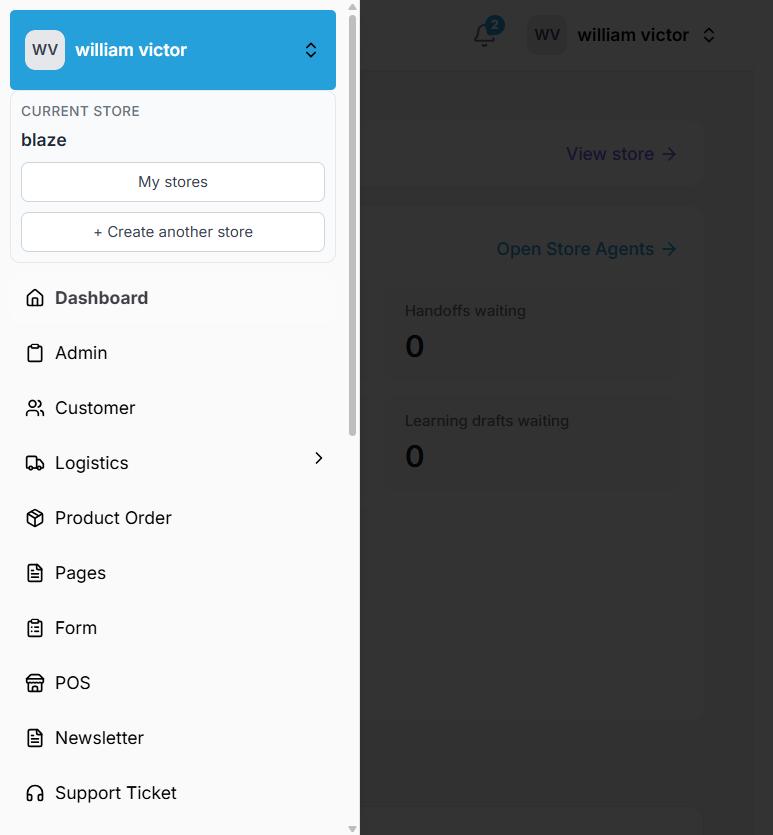 WV william victor
CURRENT STORE
blaze
My stores
+ Create another store
Dashboard
Admin
Customer
Logistics
Product Order
Pages
Form
POS
Newsletter
Support Ticket
2
WV william victor
View store →
Open Store Agents →
Handoffs waiting
0
Learning drafts waiting
0